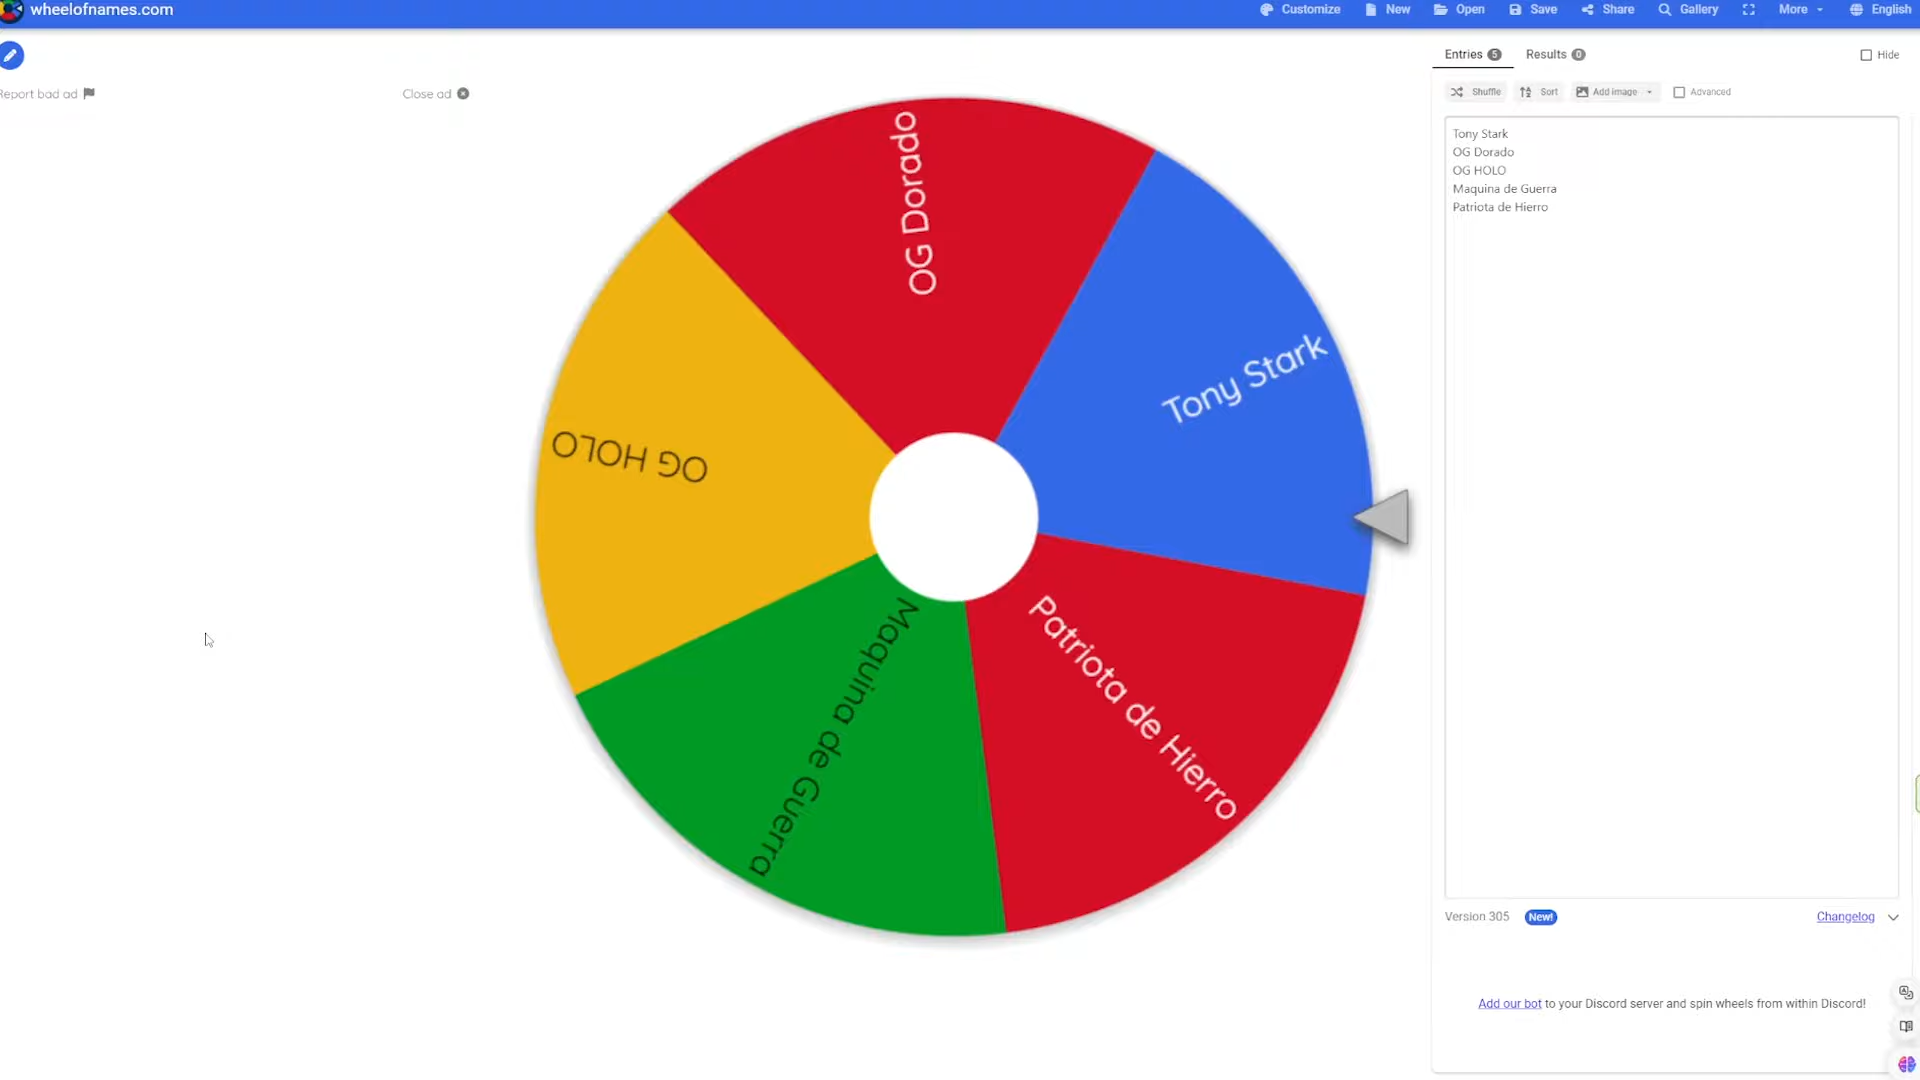 wheelofnames.com
Customize New Open Save Share Gallery More English
Entries 5 Results 0 Hide
Report bad ad Close ad
Shuffle Sort Add image Advanced
Tony Stark
OG Dorado
OG HOLO
Maquina de Guerra
Patriota de Hierro
OG Dorado
Tony Stark
OG HOLO
Maquina de Guerra
Patriota de Hierro
Version 305 New! Changelog
Add our bot to your Discord server and spin wheels from within Discord!